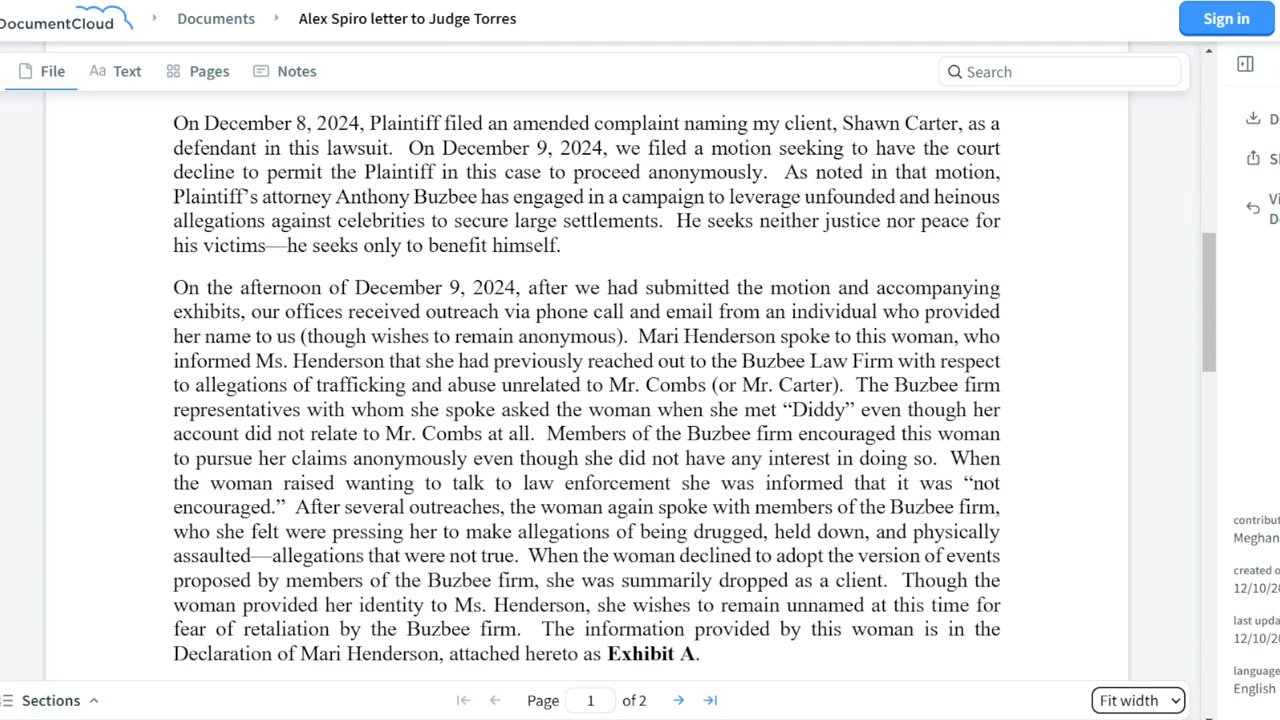 DocumentCloud Documents Alex Spiro letter to Judge Torres Sign in
File Text Pages Notes Search
On December 8, 2024, Plaintiff filed an amended complaint naming my client, Shawn Carter, as a
defendant in this lawsuit. On December 9, 2024, we filed a motion seeking to have the court
decline to permit the Plaintiff in this case to proceed anonymously. As noted in that motion,
Plaintiff’s attorney Anthony Buzbee has engaged in a campaign to leverage unfounded and heinous
allegations against celebrities to secure large settlements. He seeks neither justice nor peace for
his victims—he seeks only to benefit himself.
On the afternoon of December 9, 2024, after we had submitted the motion and accompanying
exhibits, our offices received outreach via phone call and email from an individual who provided
her name to us (though wishes to remain anonymous). Mari Henderson spoke to this woman, who
informed Ms. Henderson that she had previously reached out to the Buzbee Law Firm with respect
to allegations of trafficking and abuse unrelated to Mr. Combs (or Mr. Carter). The Buzbee firm
representatives with whom she spoke asked the woman when she met “Diddy” even though her
account did not relate to Mr. Combs at all. Members of the Buzbee firm encouraged this woman
to pursue her claims anonymously even though she did not have any interest in doing so. When
the woman raised wanting to talk to law enforcement she was informed that it was “not
encouraged.” After several outreaches, the woman again spoke with members of the Buzbee firm,
who she felt were pressing her to make allegations of being drugged, held down, and physically
assaulted—allegations that were not true. When the woman declined to adopt the version of events
proposed by members of the Buzbee firm, she was summarily dropped as a client. Though the
woman provided her identity to Ms. Henderson, she wishes to remain unnamed at this time for
fear of retaliation by the Buzbee firm. The information provided by this woman is in the
Declaration of Mari Henderson, attached hereto as Exhibit A.
contribut
Meghan
created o
12/10/20
last upda
12/10/20
language
English
Sections Page 1 of 2 Fit width